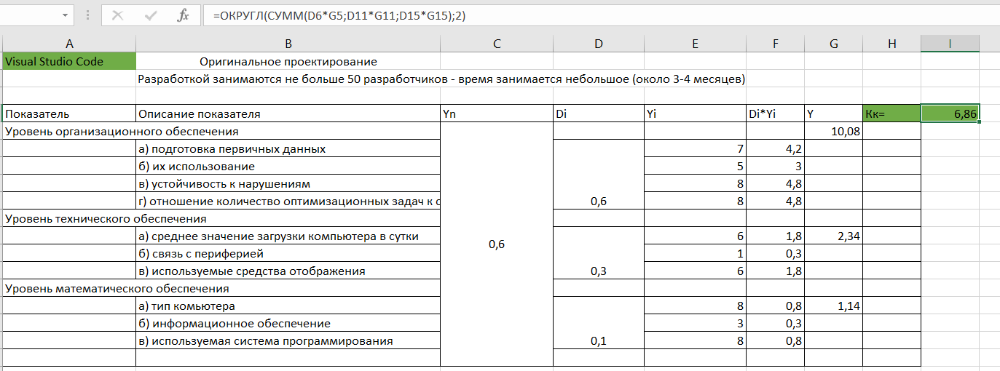 =ОКРУГЛ(СУММ(D6*G5;D11*G11;D15*G15);2)
A B C D E F G H I
Visual Studio Code Оригинальное проектирование
Разработкой занимаются не больше 50 разработчиков - время занимается небольшое (около 3-4 месяцев)
Показатель Описание показателя Yn Di Yi Di*Yi Y Кк= 6,86
Уровень организационного обеспечения 10,08
а) подготовка первичных данных 7 4,2
б) их использование 5 3
в) устойчивость к нарушениям 8 4,8
г) отношение количество оптимизационных задач к о 0,6 8 4,8
Уровень технического обеспечения
а) среднее значение загрузки компьютера в сутки 0,6 6 1,8 2,34
б) связь с периферией 1 0,3
в) используемые средства отображения 0,3 6 1,8
Уровень математического обеспечения
а) тип комьютера 8 0,8 1,14
б) информационное обеспечение 3 0,3
в) используемая система программирования 0,1 8 0,8